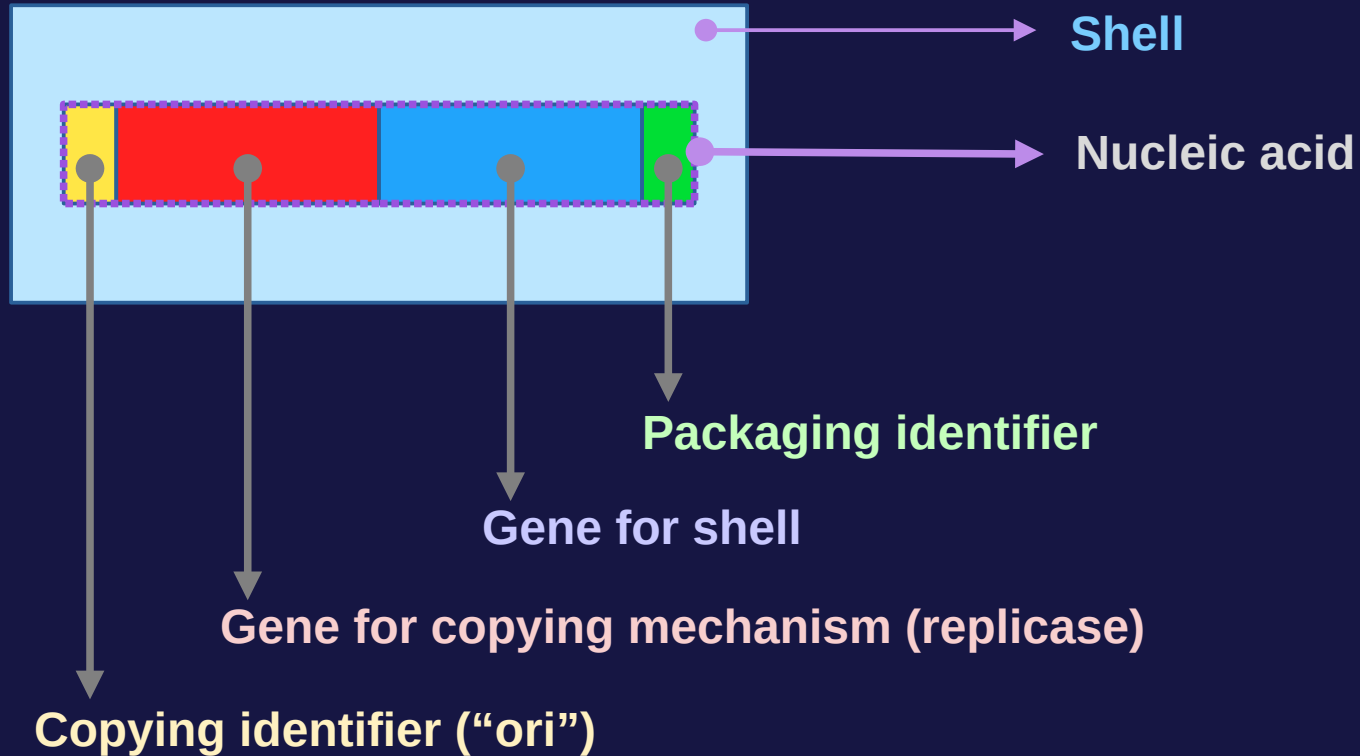 Shell
Nucleic acid
Packaging identifier
Gene for shell
Gene for copying mechanism (replicase)
Copying identifier (“ori”)